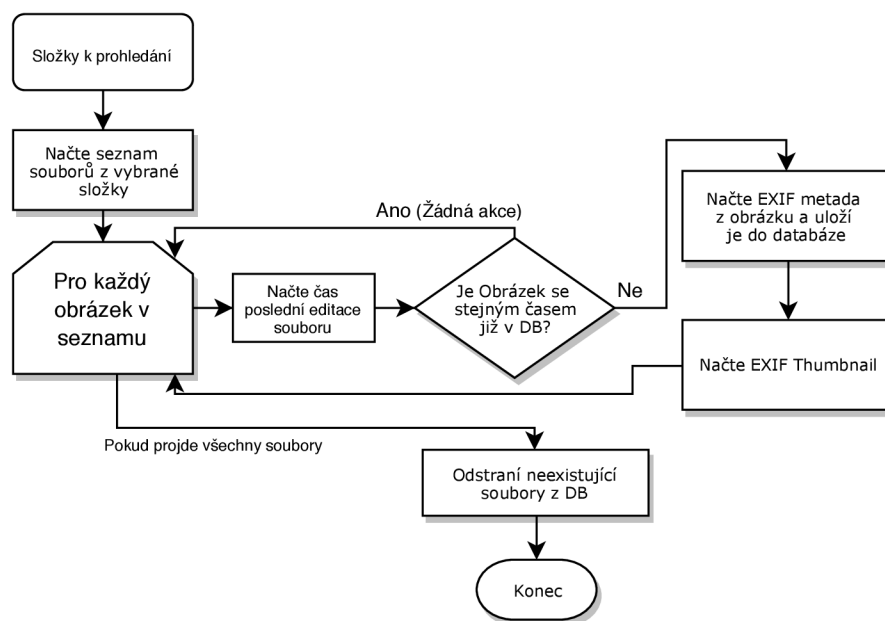 Složky k prohledání
Načte seznam
souborů z vybrané
složky
Pro každý
obrázek v
seznamu
Načte čas
poslední editace
souboru
Ano (Žádná akce)
Je Obrázek se
stejným časem
již v DB?
Ne
Načte EXIF metada
z obrázku a uloží
je do databáze
Načte EXIF Thumbnail
Pokud projde všechny soubory
Odstraní neexistující
soubory z DB
Konec